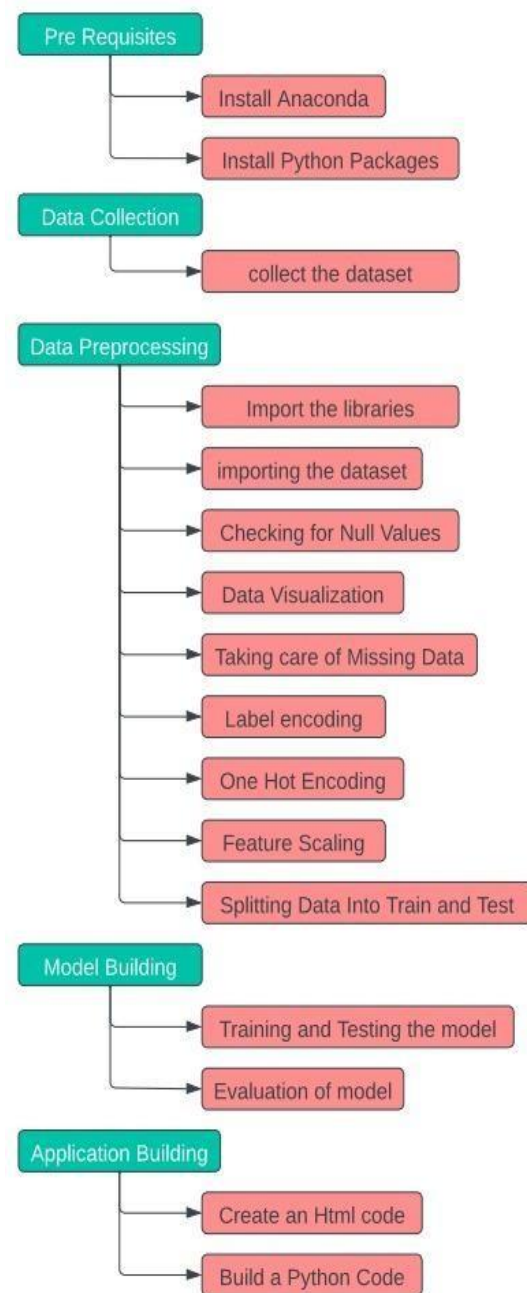 Pre Requisites
Install Anaconda
Install Python Packages
Data Collection
collect the dataset
Data Preprocessing
Import the libraries
importing the dataset
Checking for Null Values
Data Visualization
Taking care of Missing Data
Label encoding
One Hot Encoding
Feature Scaling
Splitting Data Into Train and Test
Model Building
Training and Testing the model
Evaluation of model
Application Building
Create an Html code
Build a Python Code